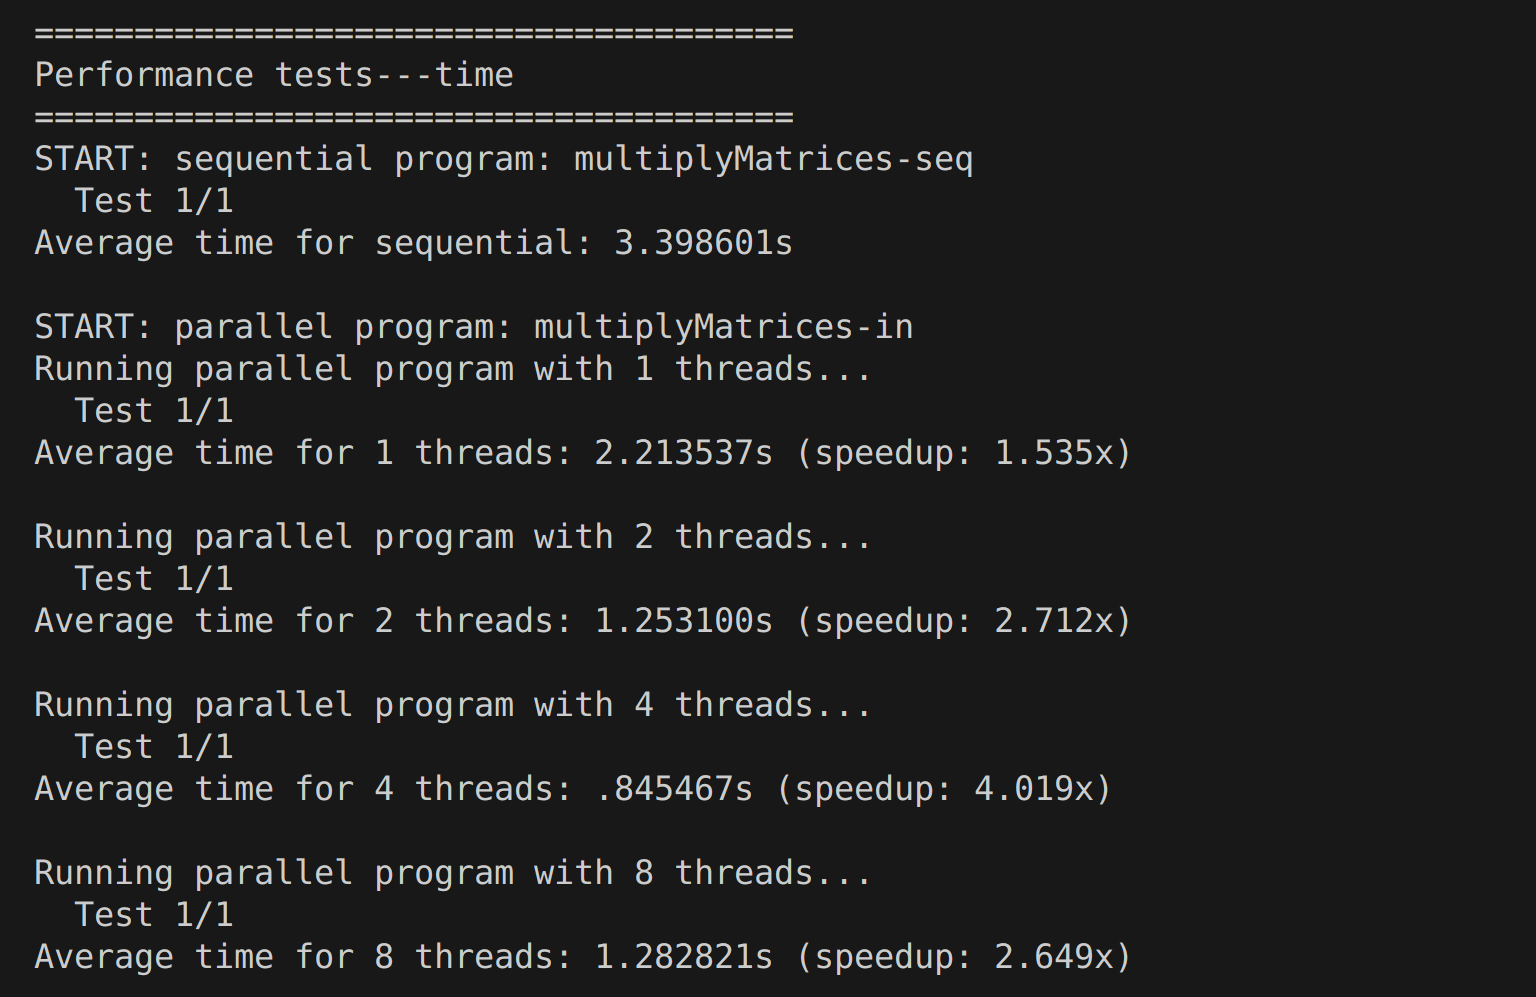 ======================================
Performance tests---time
======================================
START: sequential program: multiplyMatrices-seq
  Test 1/1
Average time for sequential: 3.398601s

START: parallel program: multiplyMatrices-in
Running parallel program with 1 threads...
  Test 1/1
Average time for 1 threads: 2.213537s (speedup: 1.535x)

Running parallel program with 2 threads...
  Test 1/1
Average time for 2 threads: 1.253100s (speedup: 2.712x)

Running parallel program with 4 threads...
  Test 1/1
Average time for 4 threads: .845467s (speedup: 4.019x)

Running parallel program with 8 threads...
  Test 1/1
Average time for 8 threads: 1.282821s (speedup: 2.649x)